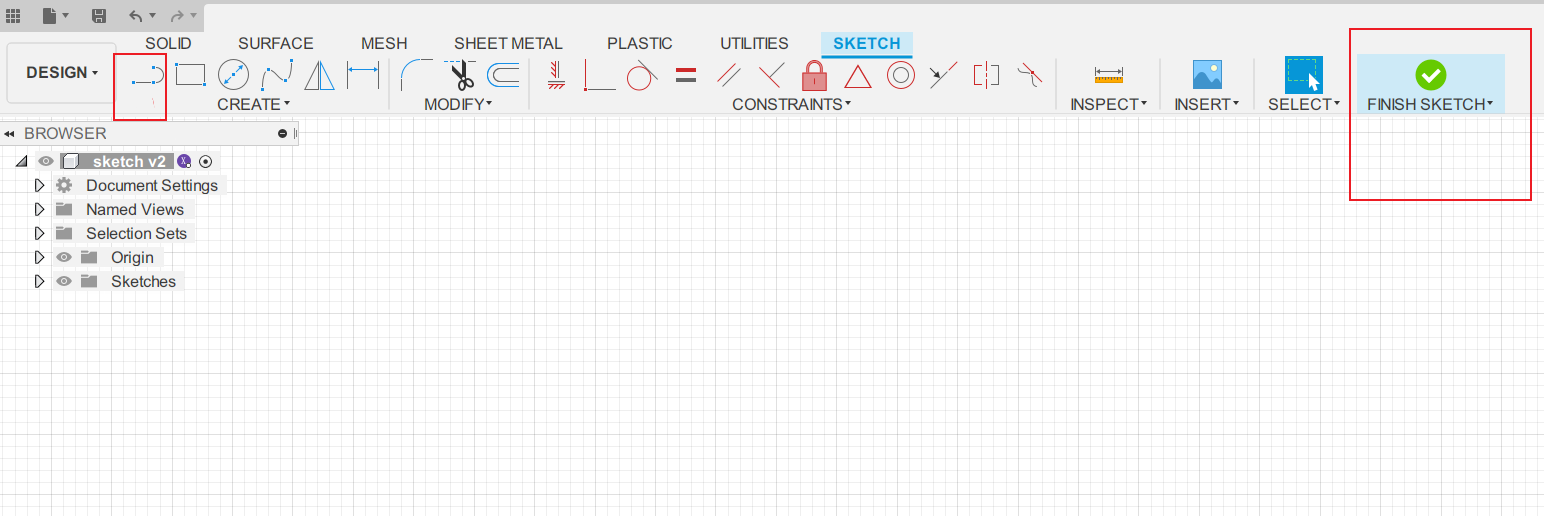 SOLID SURFACE MESH SHEET METAL PLASTIC UTILITIES SKETCH
DESIGN
CREATE MODIFY CONSTRAINTS INSPECT INSERT SELECT FINISH SKETCH
BROWSER
sketch v2
Document Settings
Named Views
Selection Sets
Origin
Sketches